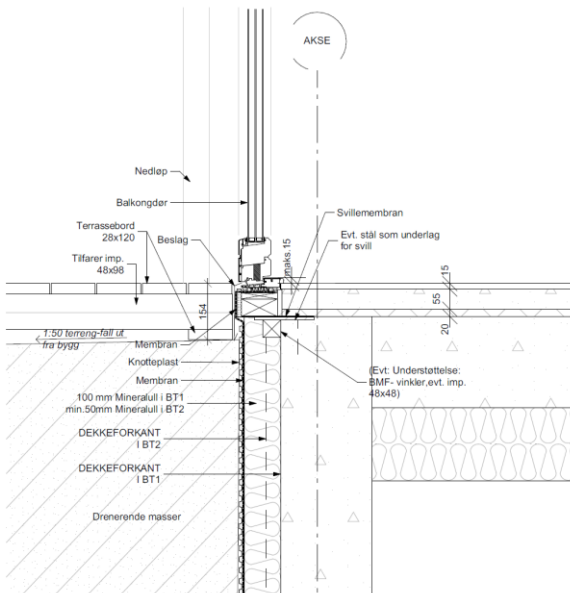 AKSE
Nedløp
Balkongdør
Terrassebord
28x120
Beslag
Tilfarer imp.
48x98
Svillemembran
Evt. stål som underlag
for svill
maks.15
15
55
20
154
1:50 terreng-fall ut
fra bygg
Membran
Knotteplast
Membran
(Evt: Understøttelse:
BMF- vinkler,evt. imp.
48x48)
100 mm Mineralull i BT1
min.50mm Mineralull i BT2
DEKKEFORKANT
I BT2
DEKKEFORKANT
I BT1
Drenerende masser